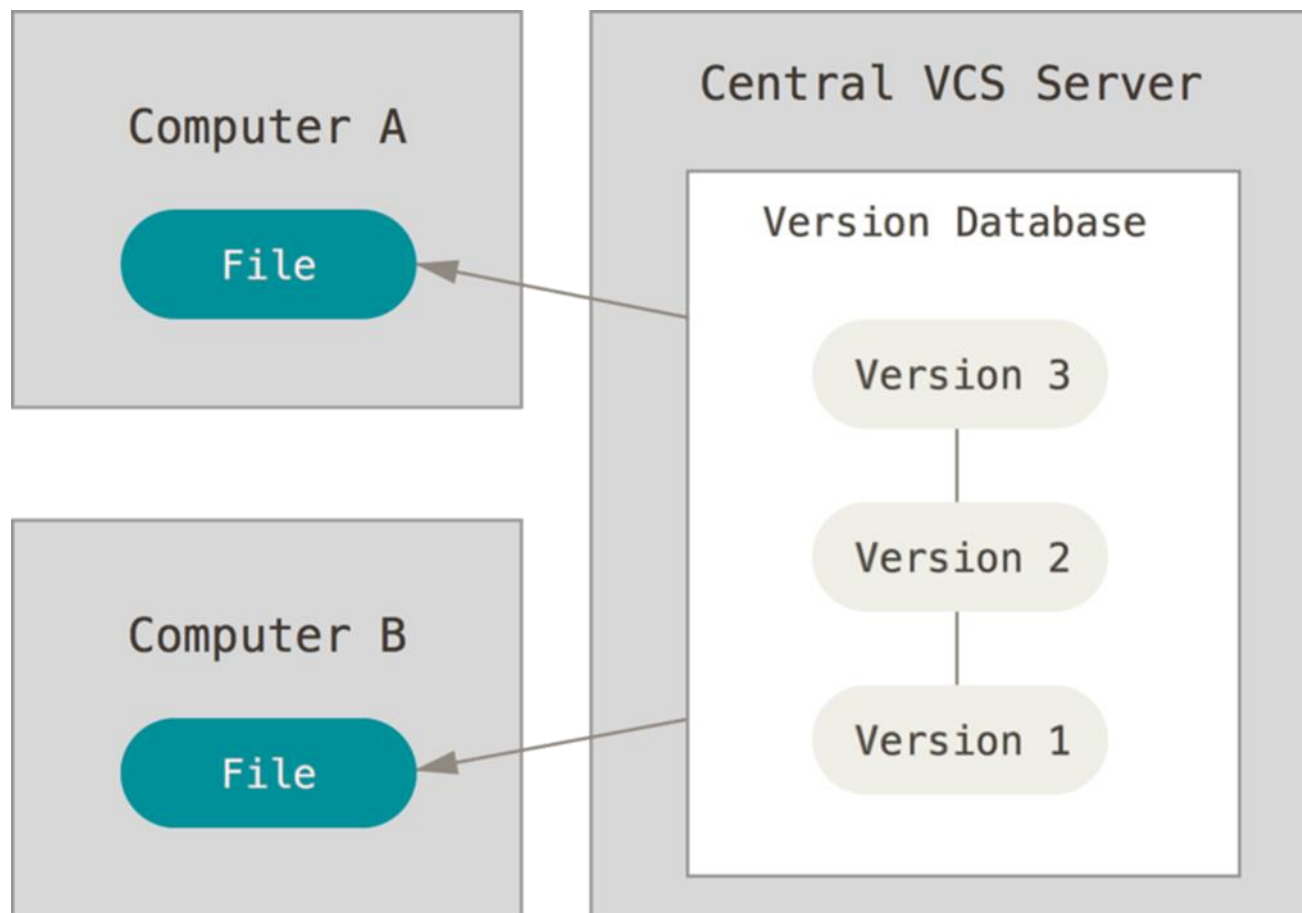 Computer A
File
Computer B
File
Central VCS Server
Version Database
Version 3
Version 2
Version 1